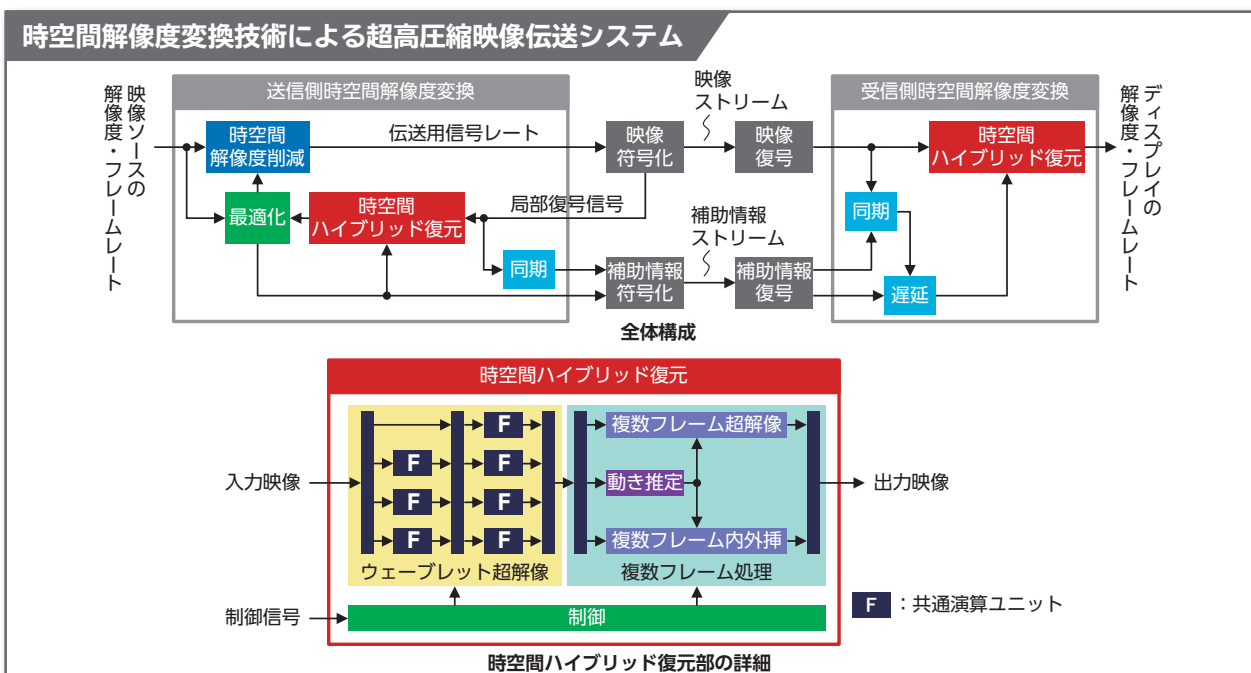 時空間解像度変換技術による超高圧縮映像伝送システム
映像ソースの
解像度・フレームレート
送信側時空間解像度変換
時空間
解像度削減
伝送用信号レート
最適化
時空間
ハイブリッド復元
局部復号信号
同期
映像
符号化
補助情報
符号化
映像
ストリーム
補助情報
ストリーム
映像
復号
補助情報
復号
受信側時空間解像度変換
時空間
ハイブリッド復元
同期
遅延
ディスプレイの
解像度・フレームレート
全体構成
時空間ハイブリッド復元
入力映像
F
F
F
F
F
F
F
ウェーブレット超解像
複数フレーム超解像
動き推定
複数フレーム内外挿
複数フレーム処理
出力映像
制御信号
制御
F：共通演算ユニット
時空間ハイブリッド復元部の詳細